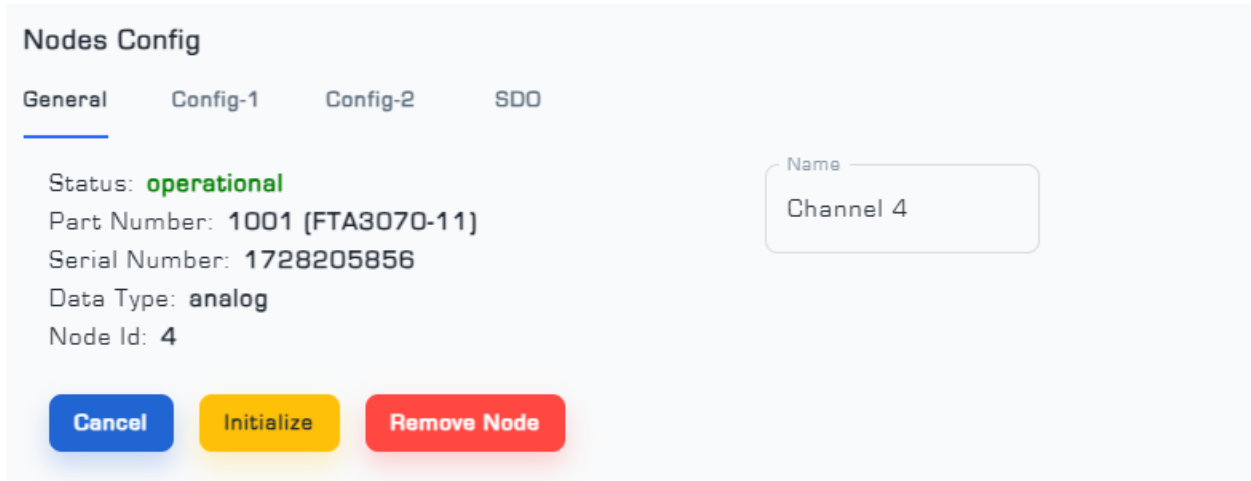 Nodes Config
General Config-1 Config-2 SDO
Status: operational
Part Number: 1001 (FTA3070-11)
Serial Number: 1728205856
Data Type: analog
Node Id: 4
Name
Channel 4
Cancel Initialize Remove Node